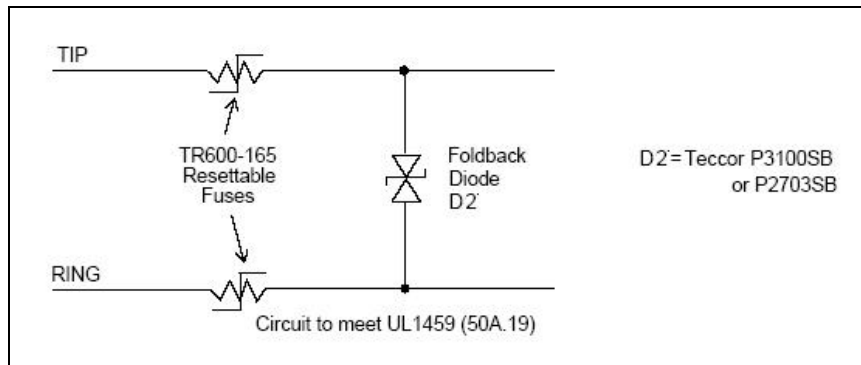 TIP
TR600-165
Resettable
Fuses
Foldback
Diode
D2'
D2'= Teccor P3100SB
or P2703SB
RING
Circuit to meet UL1459 (50A.19)